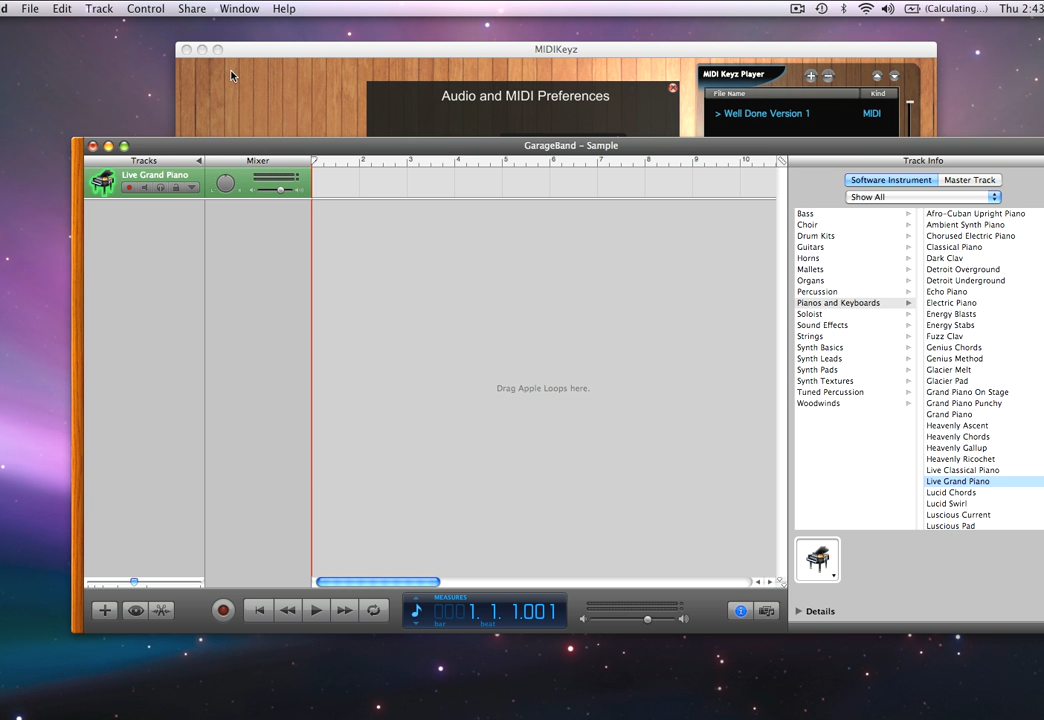 d File Edit Track Control Share Window Help (Calculating...) Thu 2:43
MIDIKeyz
Audio and MIDI Preferences
MIDI Keyz Player
File Name Kind
> Well Done Version 1 MIDI
GarageBand – Sample
Tracks Mixer 2 3 4 5 6 7 8 9 10 Track Info
Live Grand Piano
Software Instrument Master Track
Show All
Bass
Choir
Drum Kits
Guitars
Horns
Mallets
Organs
Percussion
Pianos and Keyboards
Soloist
Sound Effects
Strings
Synth Basics
Synth Leads
Synth Pads
Synth Textures
Tuned Percussion
Woodwinds
Afro-Cuban Upright Piano
Ambient Synth Piano
Chorused Electric Piano
Classical Piano
Dark Clav
Detroit Overground
Detroit Underground
Echo Piano
Electric Piano
Energy Blasts
Energy Stabs
Fuzz Clav
Genius Chords
Genius Method
Glacier Melt
Glacier Pad
Grand Piano On Stage
Grand Piano Punchy
Grand Piano
Heavenly Ascent
Heavenly Chords
Heavenly Gallup
Heavenly Ricochet
Live Classical Piano
Live Grand Piano
Lucid Chords
Lucid Swirl
Luscious Current
Luscious Pad
Drag Apple Loops here.
MEASURES
0001. 1. 1.001
bar beat
Details